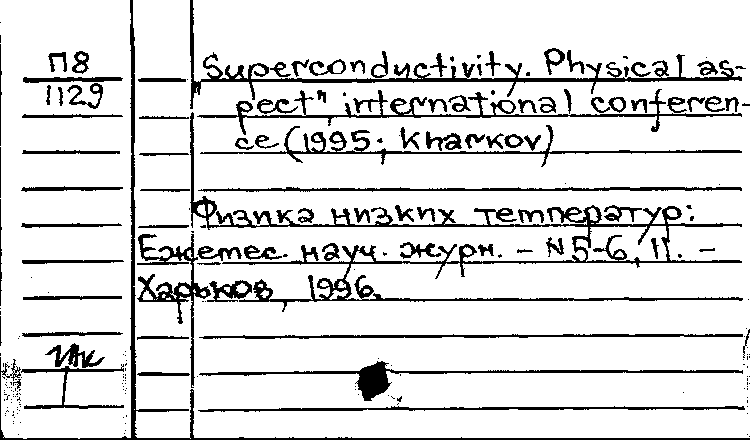 П8
1129
„Superconductivity. Physical as-
pect", international conferen-
ce (1995; Kharkov)
Физика низких температур:
Ежемес. науч. журн. – N5-6, 11. –
Харьков, 1996.